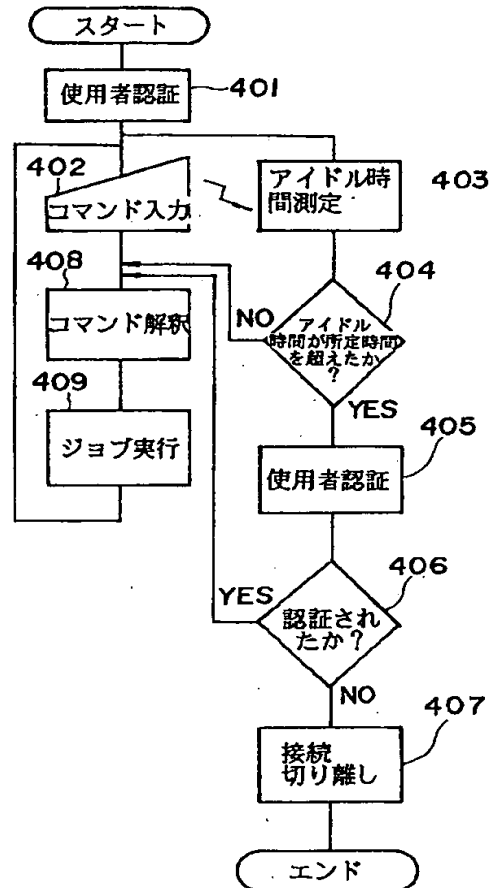 スタート
使用者認証
401
402
コマンド入力
アイドル時
間測定
403
408
コマンド解釈
NO
404
アイドル
時間が所定時間
を超えたか
?
YES
409
ジョブ実行
405
使用者認証
YES
406
認証され
たか?
NO
407
接続
切り離し
エンド